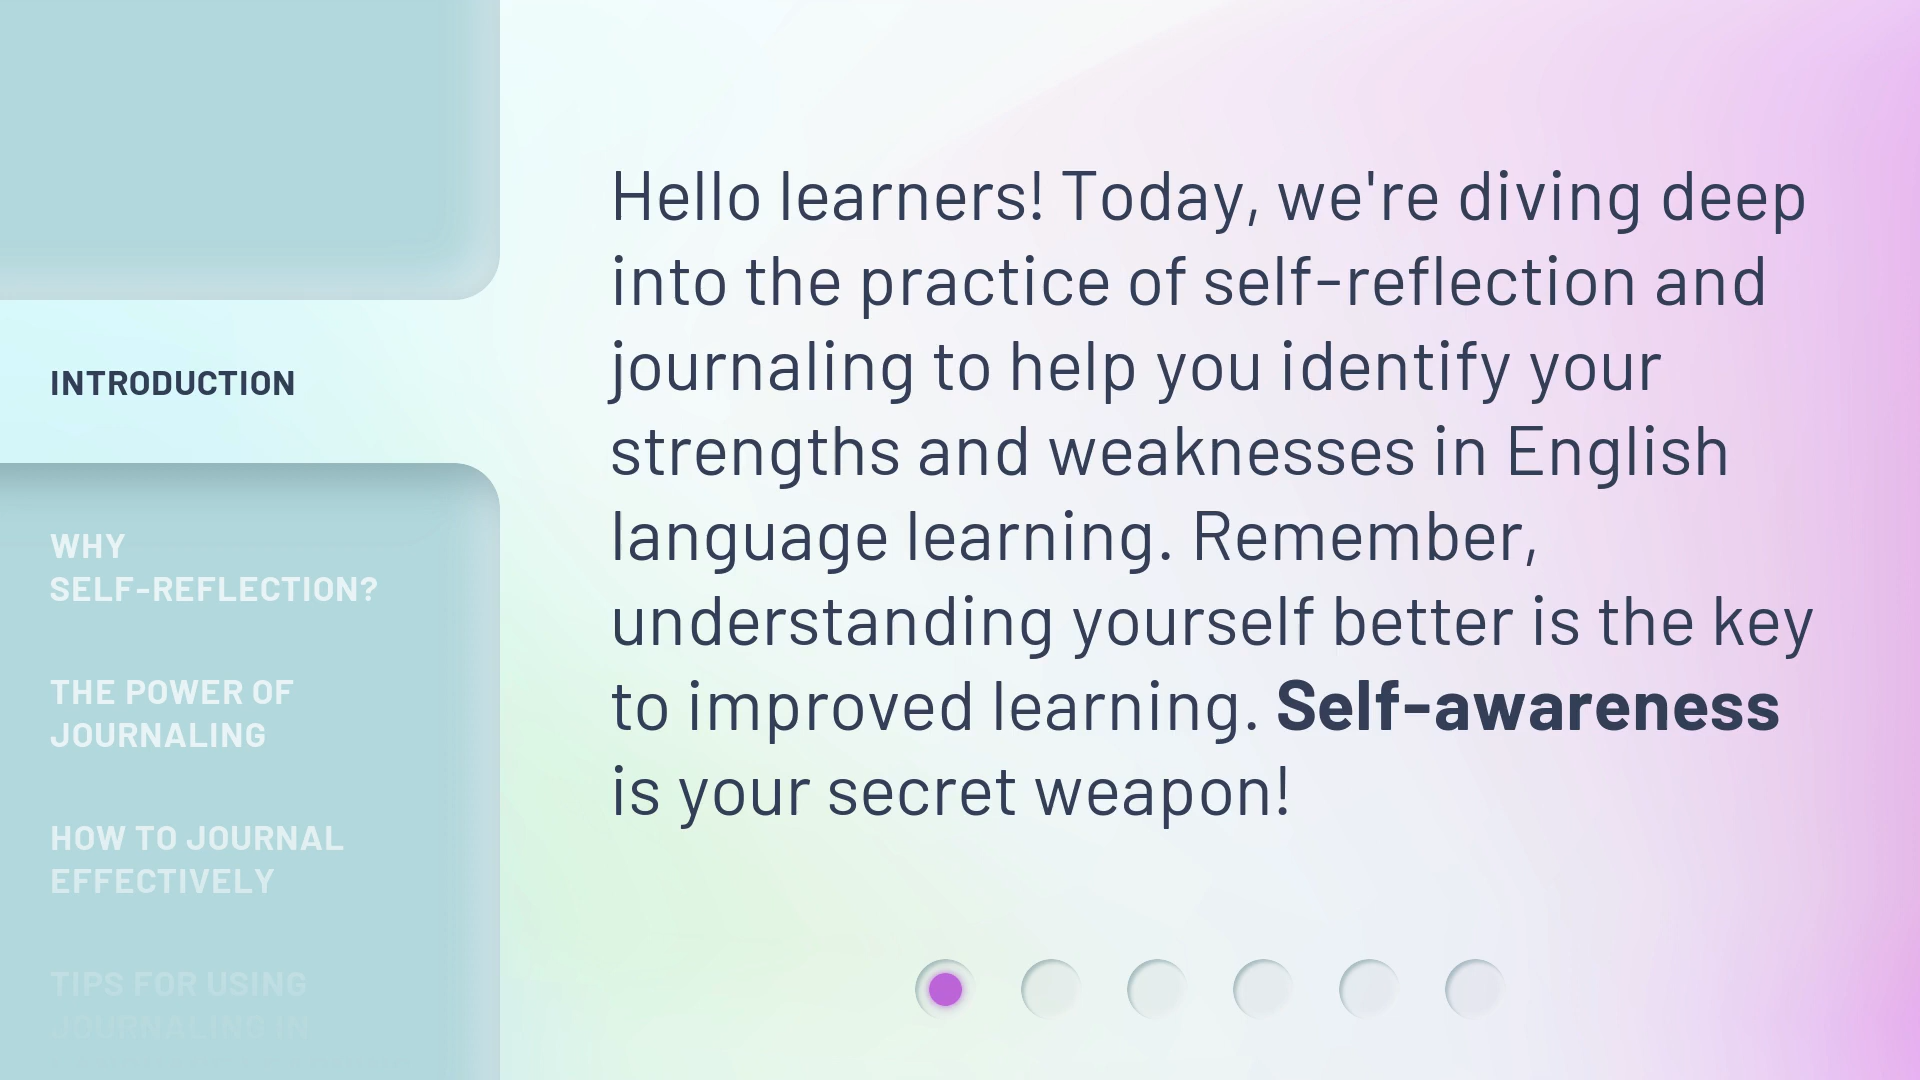 INTRODUCTION
WHY
SELF-REFLECTION?
THE POWER OF
JOURNALING
HOW TO JOURNAL
EFFECTIVELY
TIPS FOR USING
JOURNALING IN
Hello learners! Today, we're diving deep
into the practice of self-reflection and
journaling to help you identify your
strengths and weaknesses in English
language learning. Remember,
understanding yourself better is the key
to improved learning. Self-awareness
is your secret weapon!